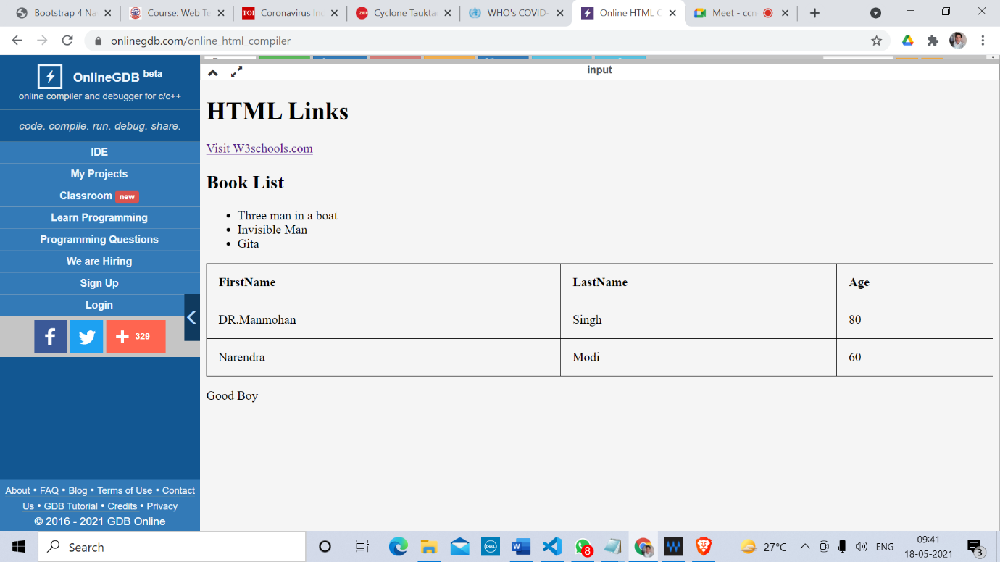 Bootstrap 4 Na
Course: Web Te
TOI Coronavirus Inc
ZEE Cyclone Taukta
WHO's COVID-
Online HTML C
Meet - ccn
onlinegdb.com/online_html_compiler
OnlineGDB beta
online compiler and debugger for c/c++
code. compile. run. debug. share.
IDE
My Projects
Classroom new
Learn Programming
Programming Questions
We are Hiring
Sign Up
Login
f
329
About • FAQ • Blog • Terms of Use • Contact
Us • GDB Tutorial • Credits • Privacy
© 2016 - 2021 GDB Online
input
HTML Links
Visit W3schools.com
Book List
• Three man in a boat
• Invisible Man
• Gita
FirstName LastName Age
DR.Manmohan Singh 80
Narendra Modi 60
Good Boy
Search
DELL
8
27°C
ENG
09:41
18-05-2021
3